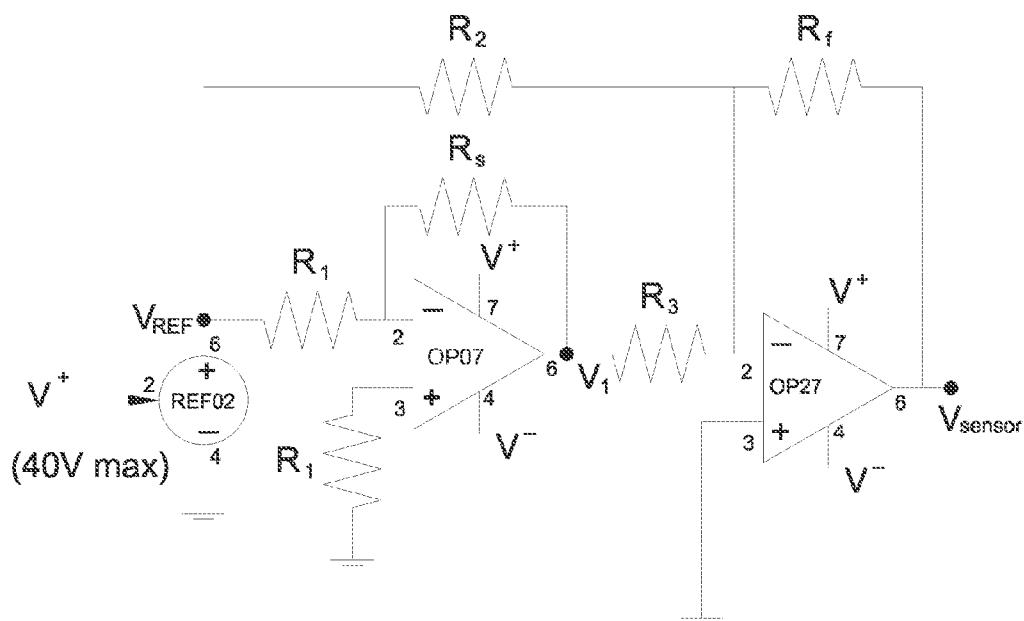 R2
Rf
Rs
V+
R1
7
R3
V+
VREF
6
2
−
7
+
OP07
6
V1
2
−
V+
2
REF02
3
+
4
OP27
6
Vsensor
−
4
V−
3
+
4
(40V max)
R1
V−